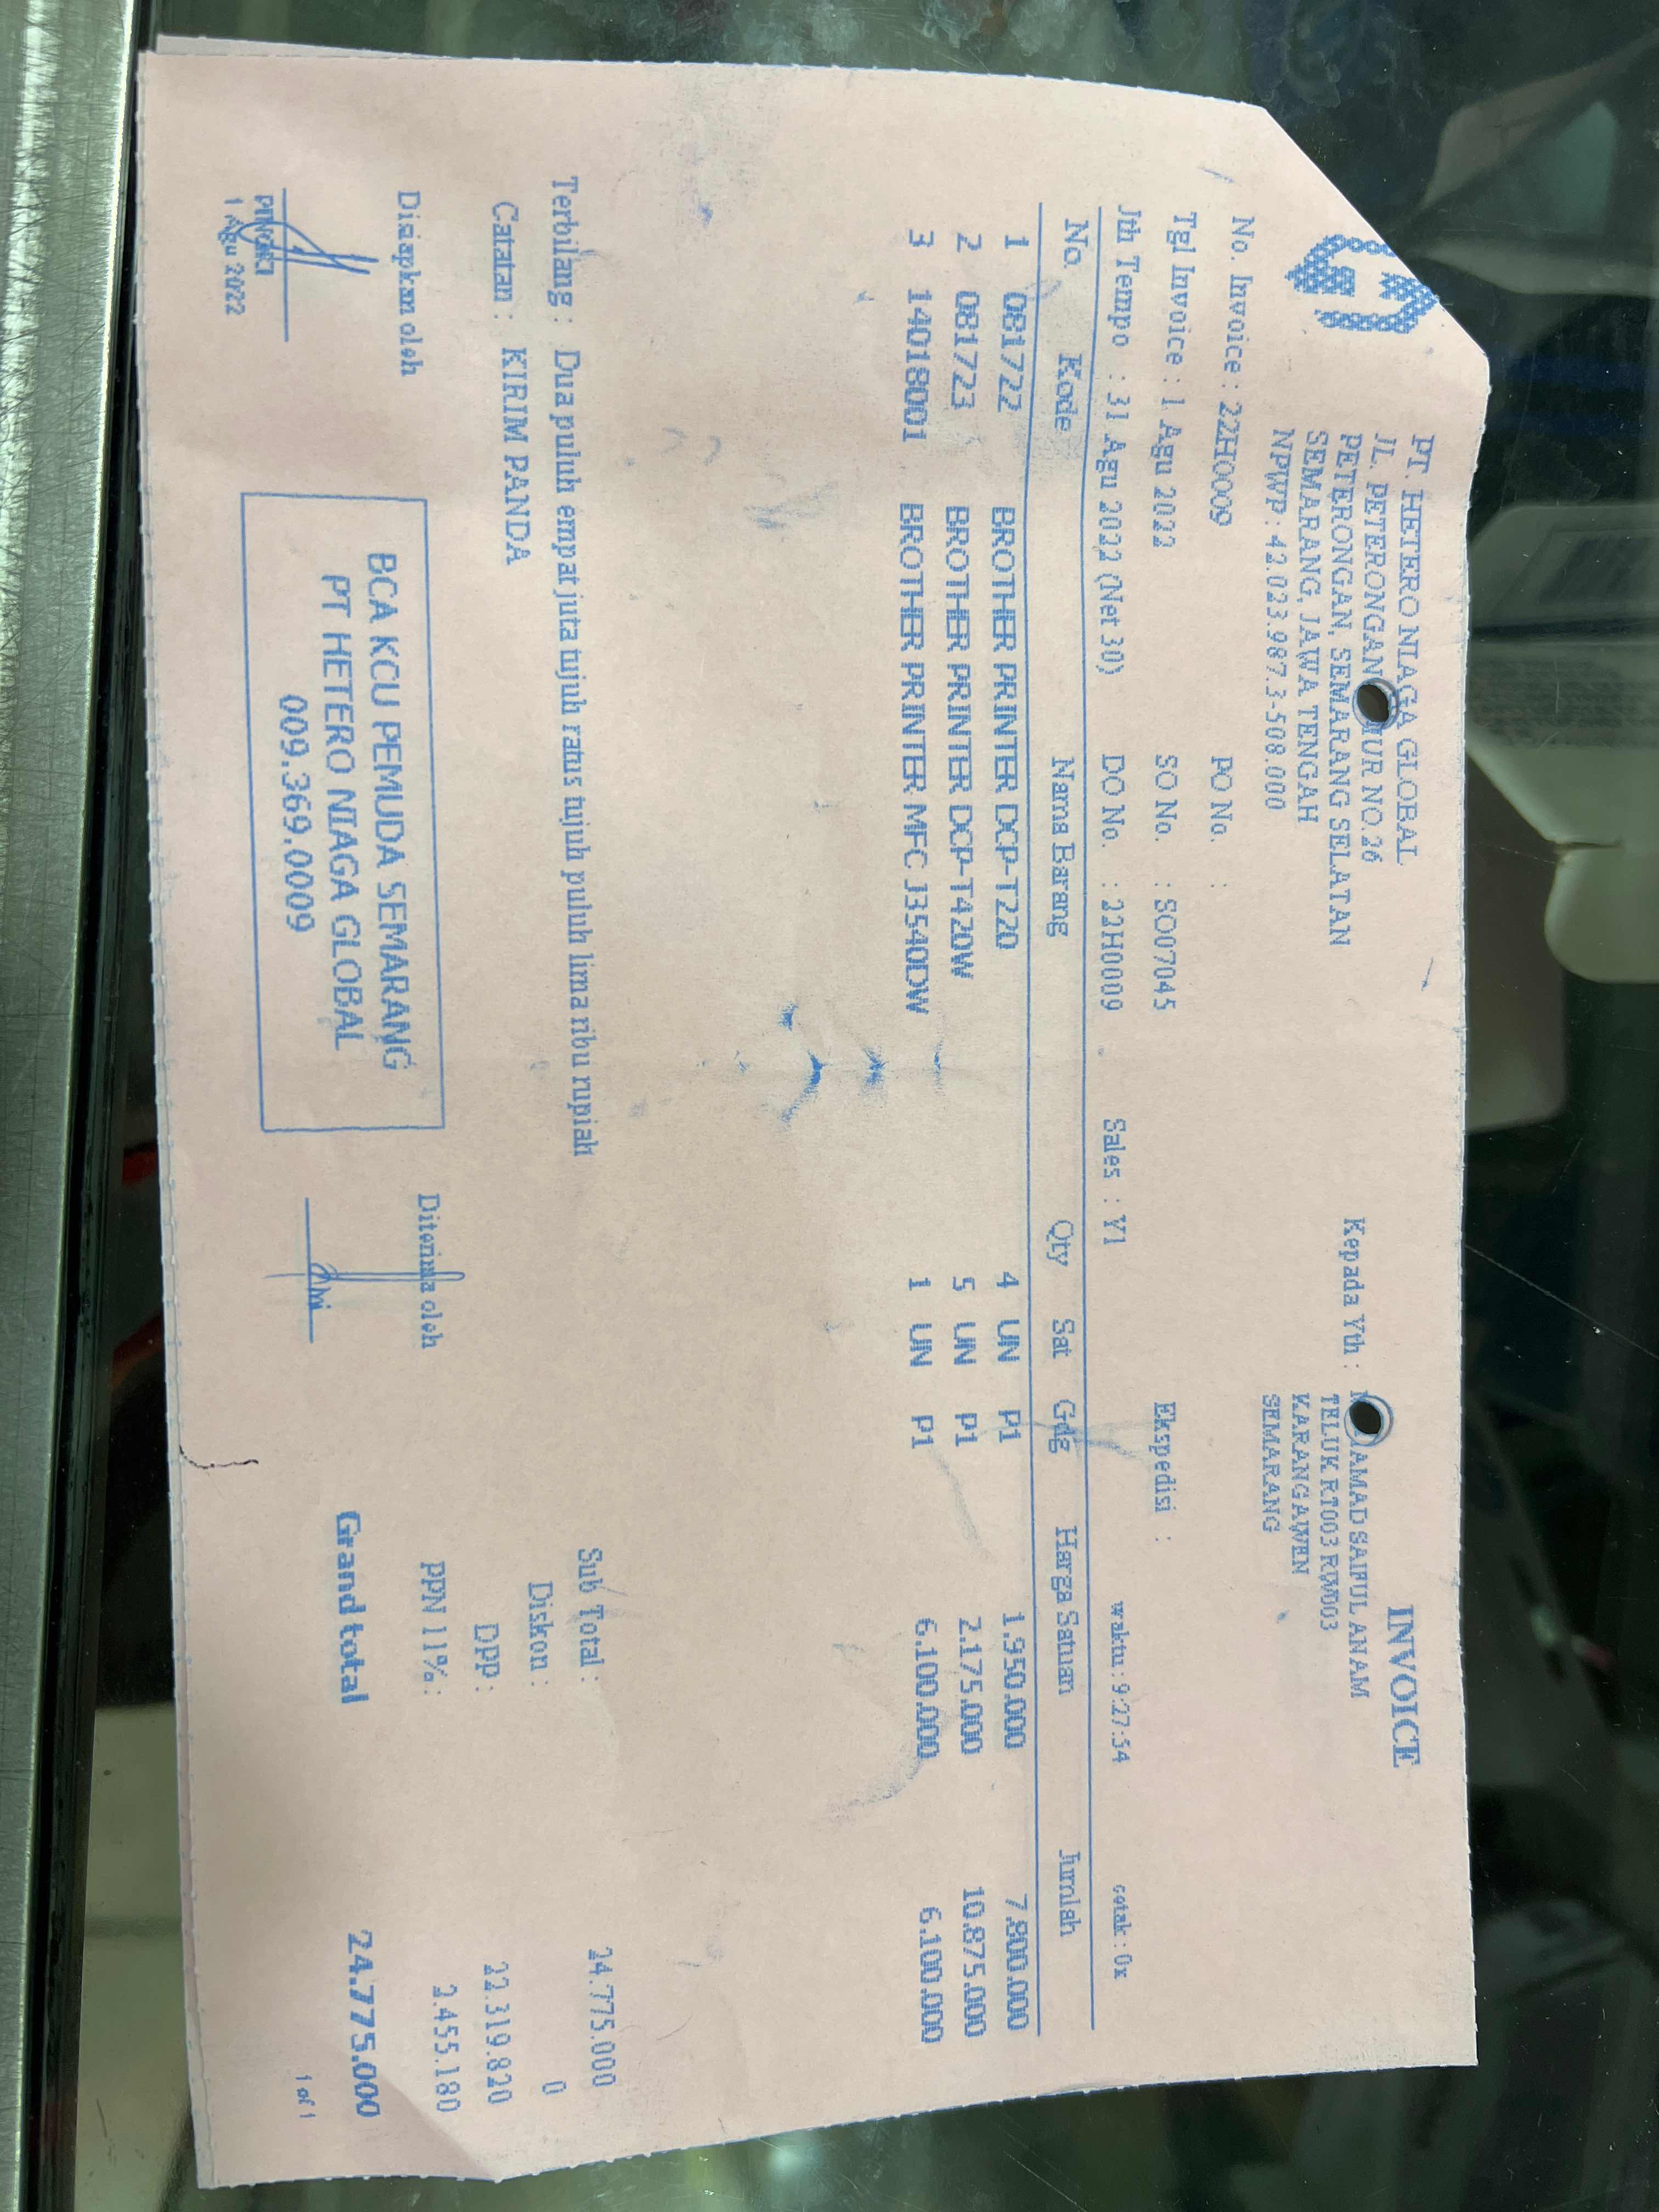 PT. HETERO NIAGA GLOBAL
JL. PETERONGAN NO.26
PETERONGAN, SEMARANG SELATAN
SEMARANG, JAWA TENGAH
NPWP : 42.023.987.3-508.000
INVOICE
Kepada Yth : SAIFUL ANAM
TELUK RT003 RW003
KARANGAWEN
SEMARANG
No. Invoice : 22H0009
PO No. :
Tgl Invoice : 1 Agu 2022
SO No. : SO07045
Ekspedisi :
Jth Tempo : 31 Agu 2022 (Net 30)
DO No. : 22H0009
Sales : Y1
waktu : 9:27:54
cetak : 0x
No. Kode Nama Barang Qty Sat Gdg Harga Satuan Jumlah
1 081722 BROTHER PRINTER DCP-T220 4 UN P1 1.950.000 7.800.000
2 081723 BROTHER PRINTER DCP-T420W 5 UN P1 2.175.000 10.875.000
3 14018001 BROTHER PRINTER MFC J3540DW 1 UN P1 6.100.000 6.100.000
Terbilang : Dua puluh empat juta tujuh ratus tujuh puluh lima ribu rupiah
Catatan : KIRIM PANDA
Sub Total : 24.775.000
Diskon : 0
DPP : 22.319.820
PPN 11% : 2.455.180
Grand total 24.775.000
Disiapkan oleh
1 Agu 2022
BCA KCU PEMUDA SEMARANG
PT HETERO NIAGA GLOBAL
009.369.0009
Diterima oleh
1 of 1